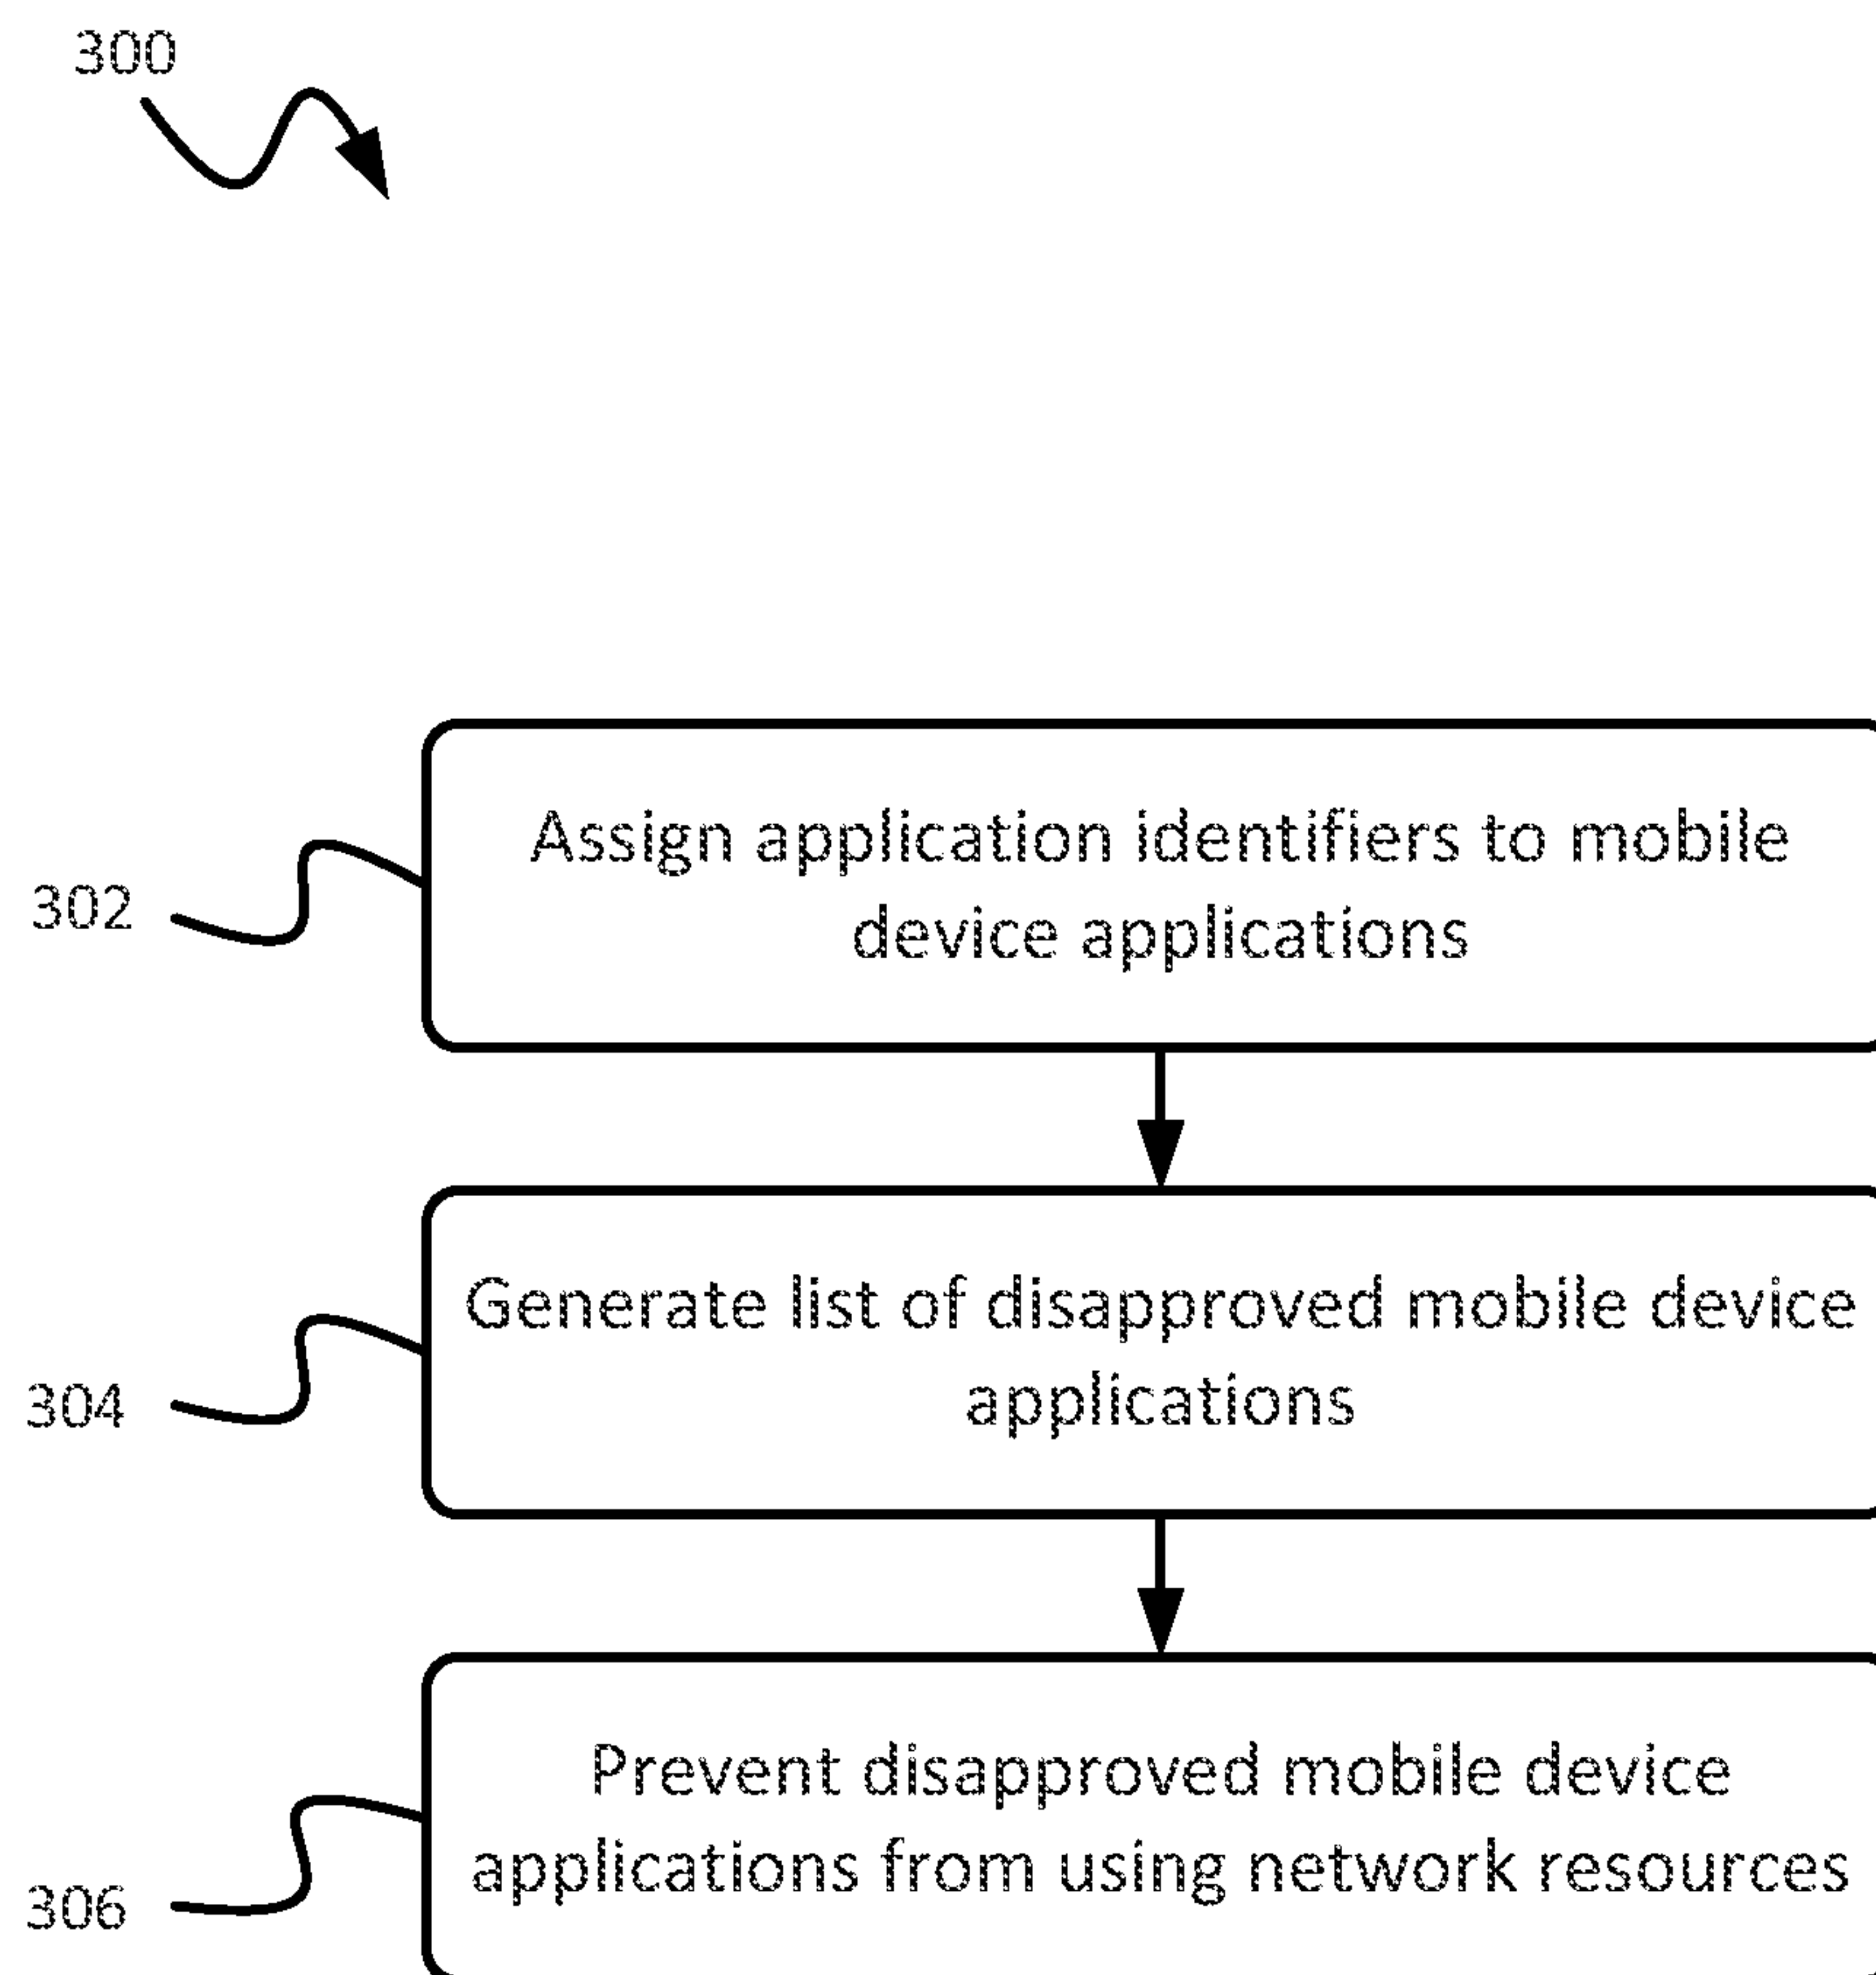 300
302
Assign application identifiers to mobile
device applications
304
Generate list of disapproved mobile device
applications
306
Prevent disapproved mobile device
applications from using network resources